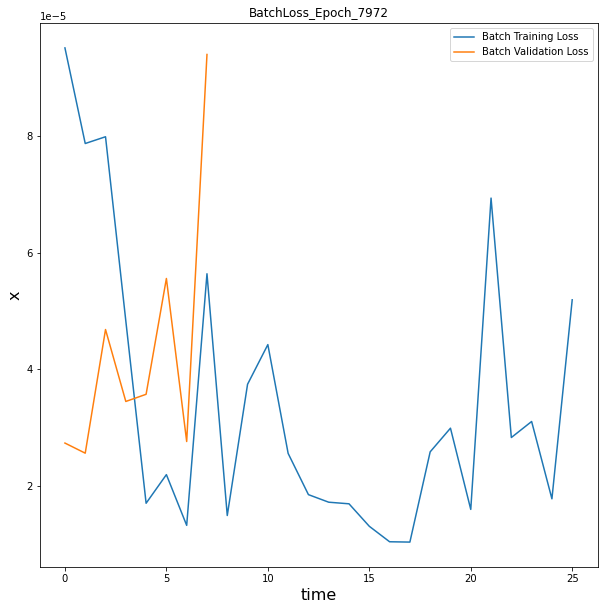 BatchLoss_Epoch_7972
1e−5
Batch Training Loss
Batch Validation Loss
8
6
4
2
x
0 5 10 15 20 25
time